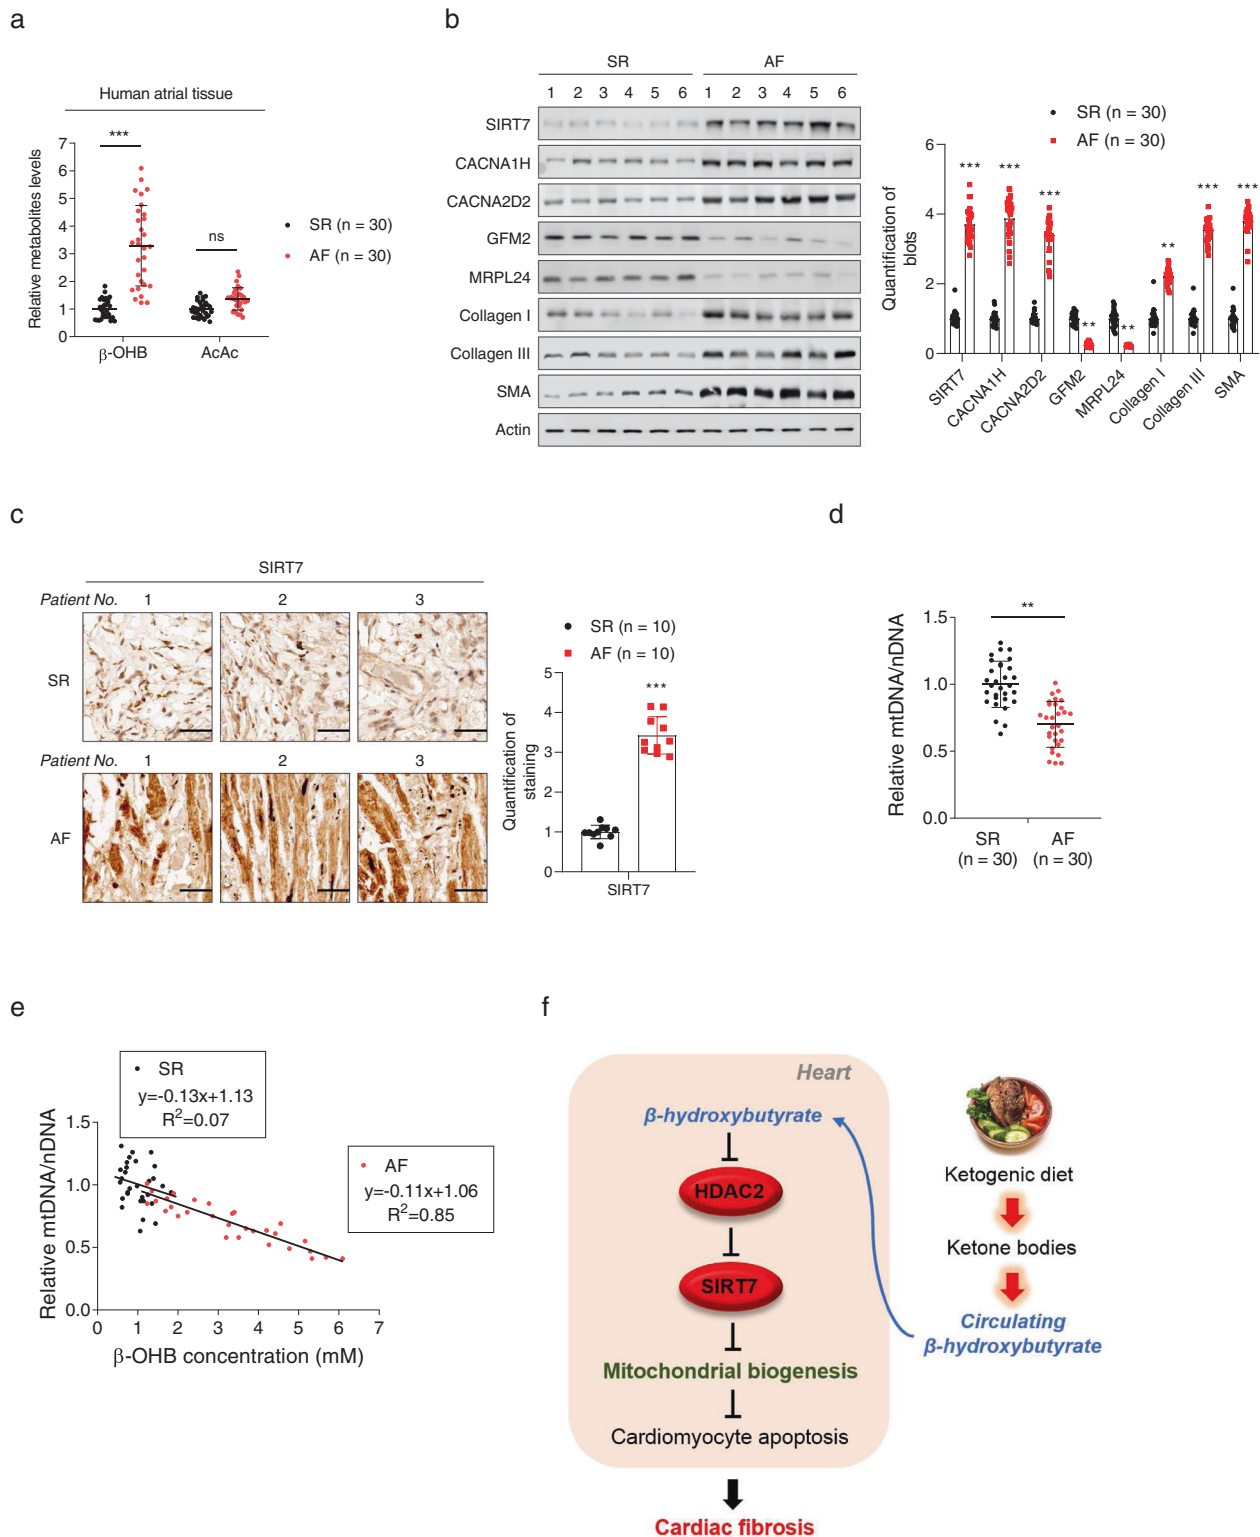 a
Human atrial tissue
Relative metabolites levels
7
6
5
4
3
2
1
0
***
ns
β-OHB
AcAc
SR (n = 30)
AF (n = 30)
b
SR
AF
1 2 3 4 5 6 1 2 3 4 5 6
SIRT7
CACNA1H
CACNA2D2
GFM2
MRPL24
Collagen I
Collagen III
SMA
Actin
SR (n = 30)
AF (n = 30)
Quantification of
blots
6
4
2
0
***
***
***
**
**
**
***
***
SIRT7
CACNA1H
CACNA2D2
GFM2
MRPL24
Collagen I
Collagen III
SMA
c
SIRT7
Patient No. 1 2 3
SR
Patient No. 1 2 3
AF
SR (n = 10)
AF (n = 10)
Quantification of
staining
5
4
3
2
1
0
***
SIRT7
d
Relative mtDNA/nDNA
1.5
1.0
0.5
0.0
**
SR
(n = 30)
AF
(n = 30)
e
SR
y=-0.13x+1.13
R²=0.07
AF
y=-0.11x+1.06
R²=0.85
Relative mtDNA/nDNA
1.5
1.0
0.5
0.0
0 1 2 3 4 5 6 7
β-OHB concentration (mM)
f
Heart
β-hydroxybutyrate
HDAC2
SIRT7
Mitochondrial biogenesis
Cardiomyocyte apoptosis
Cardiac fibrosis
Ketogenic diet
Ketone bodies
Circulating
β-hydroxybutyrate